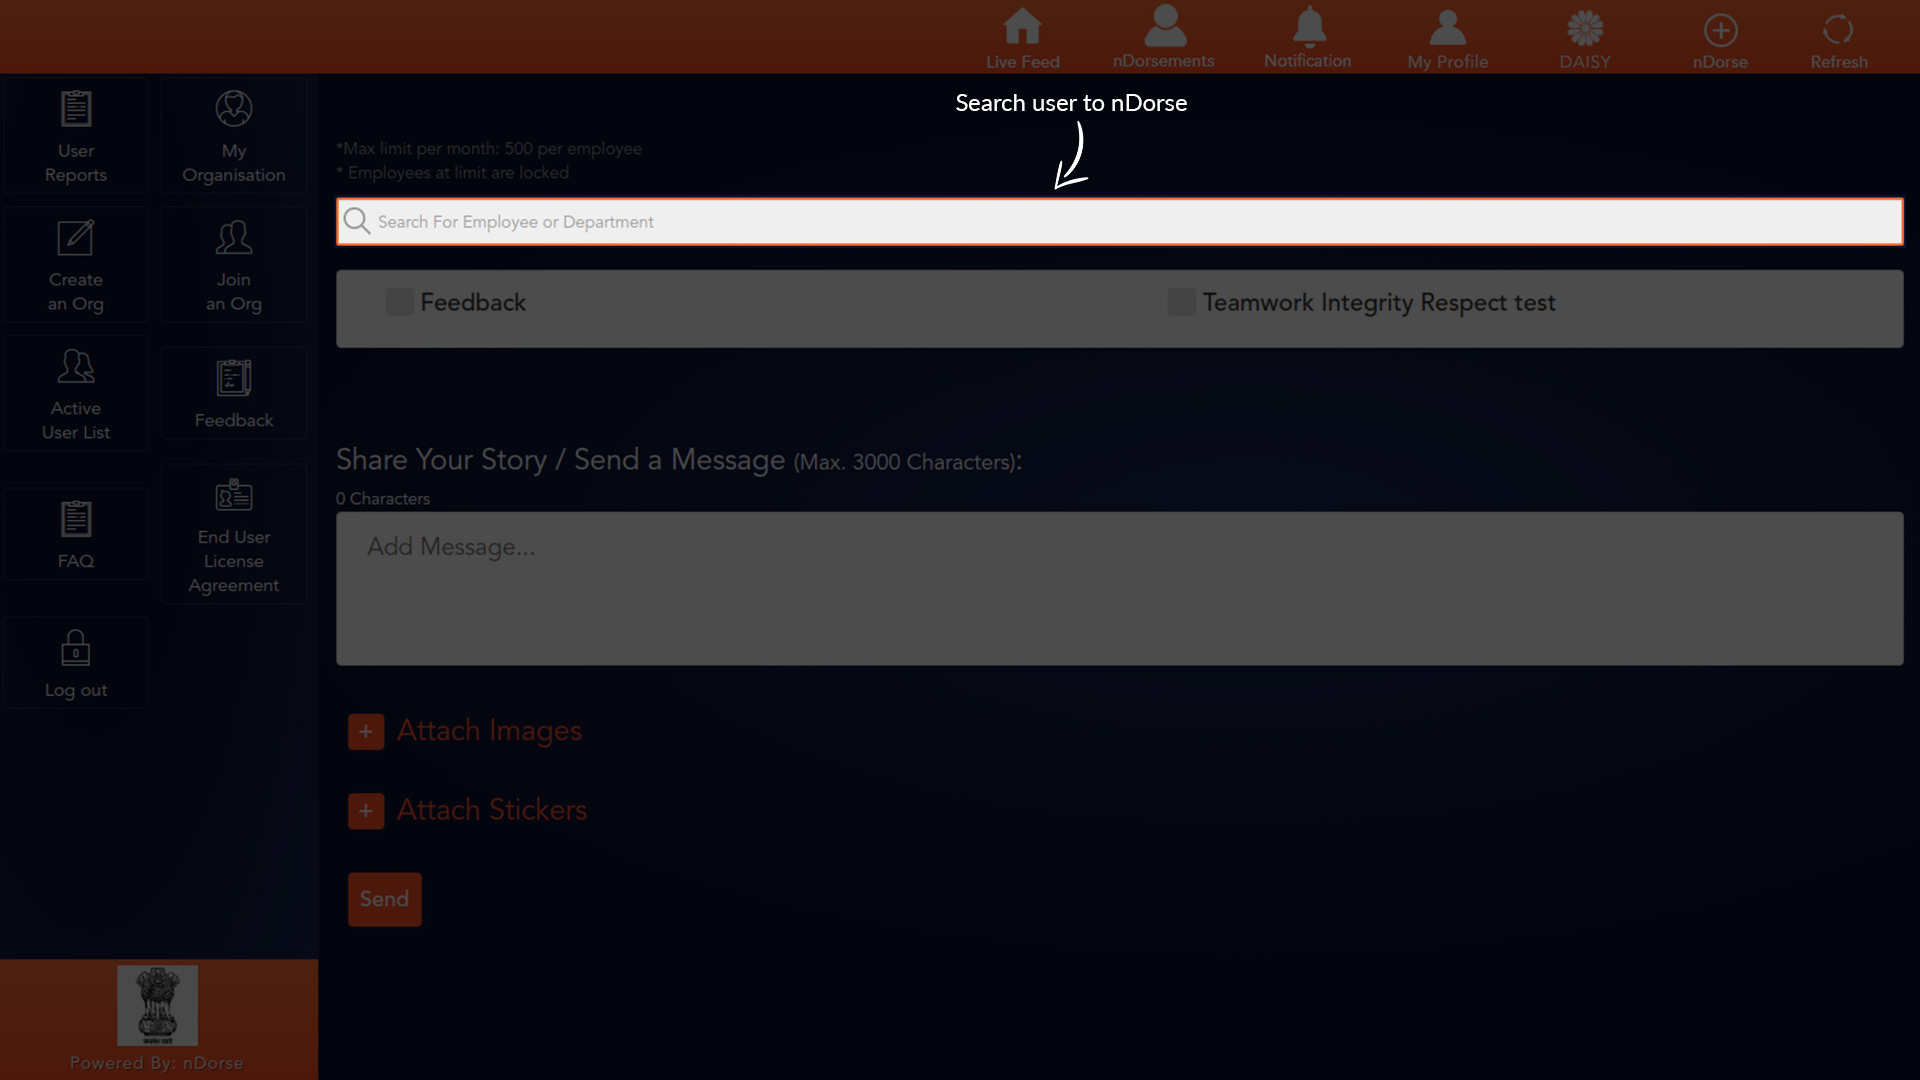 Live Feed
nDorsements
Notification
My Profile
DAISY
nDorse
Refresh
User
Reports
My
Organisation
Create
an Org
Join
an Org
Active
User List
Feedback
FAQ
End User
License
Agreement
0
Log out
Powered By: nDorse
Search user to nDorse
*Max limit per month: 500 per employee
* Employees at limit are locked
Search For Employee or Department
Feedback
Teamwork Integrity Respect test
Share Your Story / Send a Message (Max. 3000 Characters):
0 Characters
Add Message...
+ Attach Images
+ Attach Stickers
Send